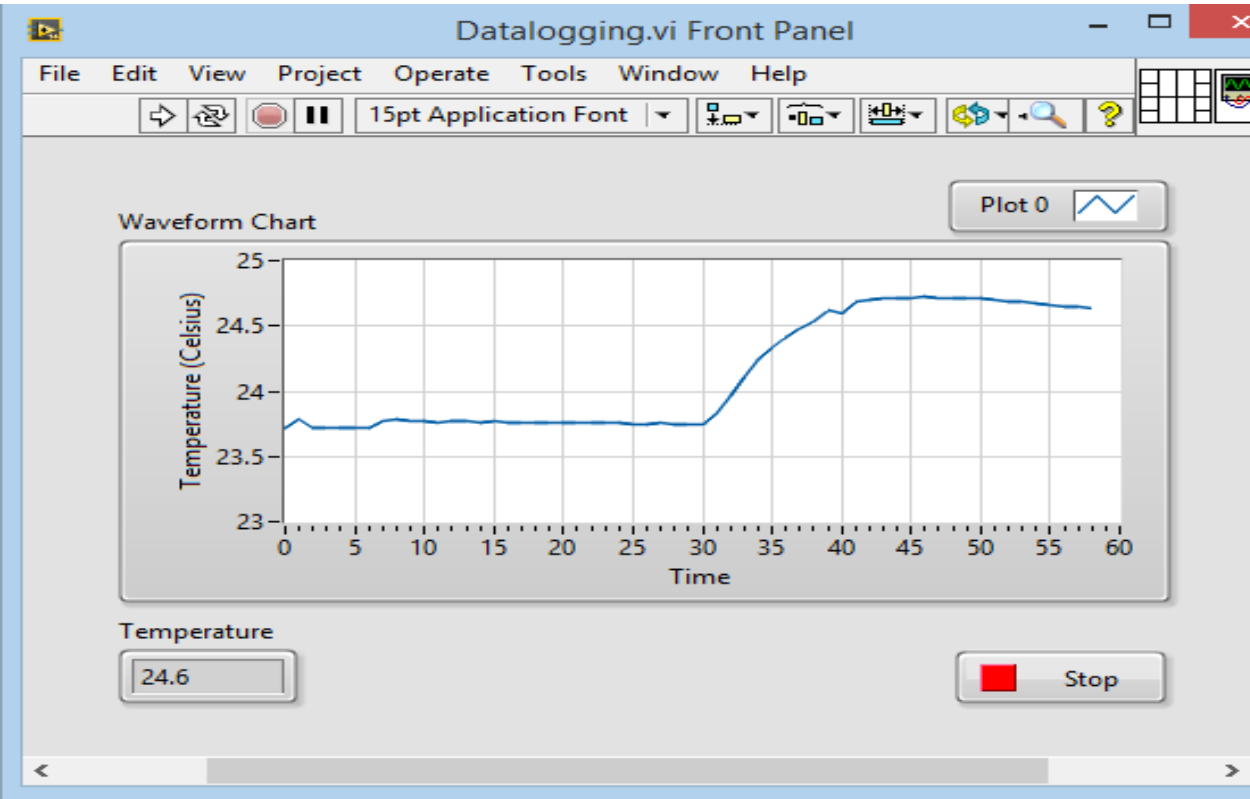 Datalogging.vi Front Panel
File Edit View Project Operate Tools Window Help
15pt Application Font
Plot 0
Waveform Chart
25
24.5
24
23.5
23
Temperature (Celsius)
0 5 10 15 20 25 30 35 40 45 50 55 60
Time
Temperature
24.6
Stop